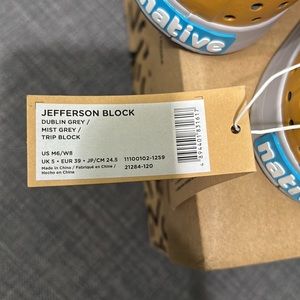 native
JEFFERSON BLOCK
DUBLIN GREY /
MIST GREY /
TRIP BLOCK
US M6/W8
UK 5 • EUR 39 • JP/CM 24.5
Made in China / Fabriqué en Chine /
Hecho en China
11100102-1259
21284-120
native